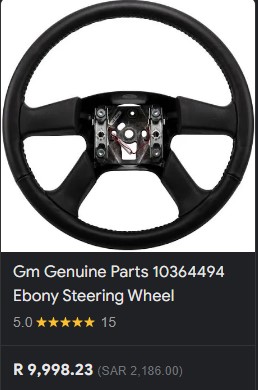 Gm Genuine Parts 10364494
Ebony Steering Wheel
5.0 ★★★★★ 15
R 9,998.23 (SAR 2,186.00)